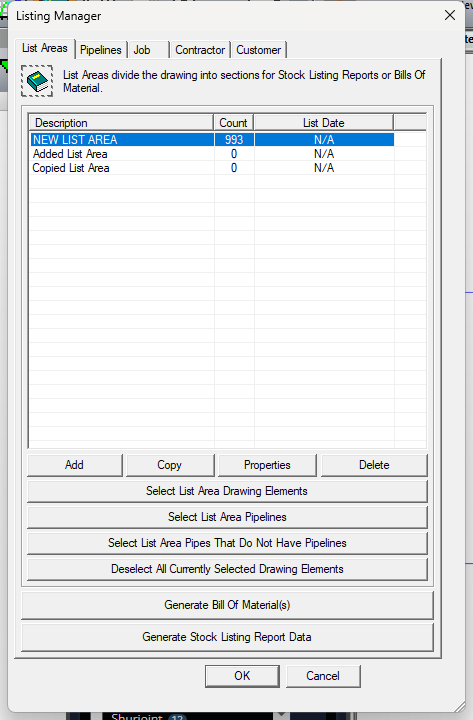 Listing Manager
List Areas Pipelines Job Contractor Customer
List Areas divide the drawing into sections for Stock Listing Reports or Bills Of
Material.
Description Count List Date
NEW LIST AREA 993 N/A
Added List Area 0 N/A
Copied List Area 0 N/A
Add Copy Properties Delete
Select List Area Drawing Elements
Select List Area Pipelines
Select List Area Pipes That Do Not Have Pipelines
Deselect All Currently Selected Drawing Elements
Generate Bill Of Material(s)
Generate Stock Listing Report Data
OK Cancel
Shurjoint 12